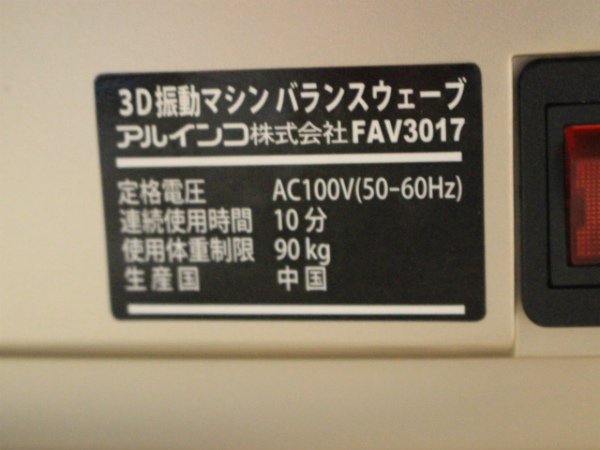 3D振動マシン バランスウェーブ
アルインコ株式会社 FAV3017
定格電圧 AC100V(50-60Hz)
連続使用時間 10分
使用体重制限 90kg
生産国 中国